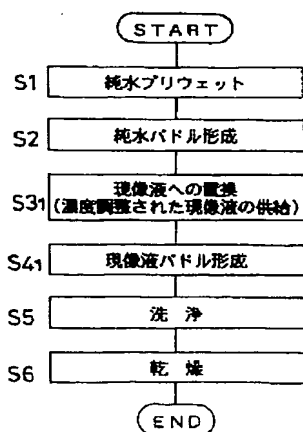 START
S1 純水プリウェット
S2 純水パドル形成
S3₁ 現像液への置換
(濃度調整された現像液の供給)
S4₁ 現像液パドル形成
S5 洗浄
S6 乾燥
END